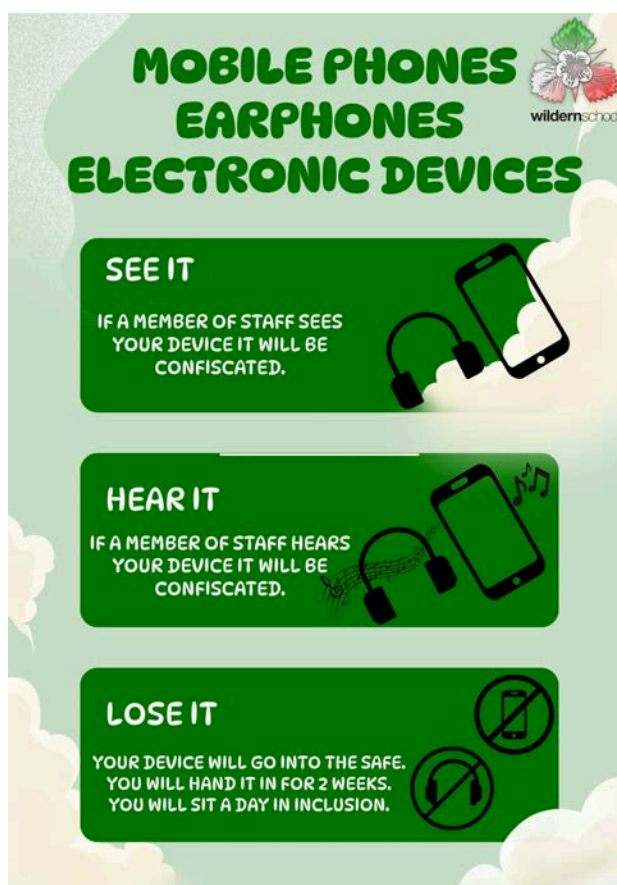 MOBILE PHONES
EARPHONES
ELECTRONIC DEVICES
wildernschool
SEE IT
IF A MEMBER OF STAFF SEES
YOUR DEVICE IT WILL BE
CONFISCATED.
HEAR IT
IF A MEMBER OF STAFF HEARS
YOUR DEVICE IT WILL BE
CONFISCATED.
LOSE IT
YOUR DEVICE WILL GO INTO THE SAFE.
YOU WILL HAND IT IN FOR 2 WEEKS.
YOU WILL SIT A DAY IN INCLUSION.